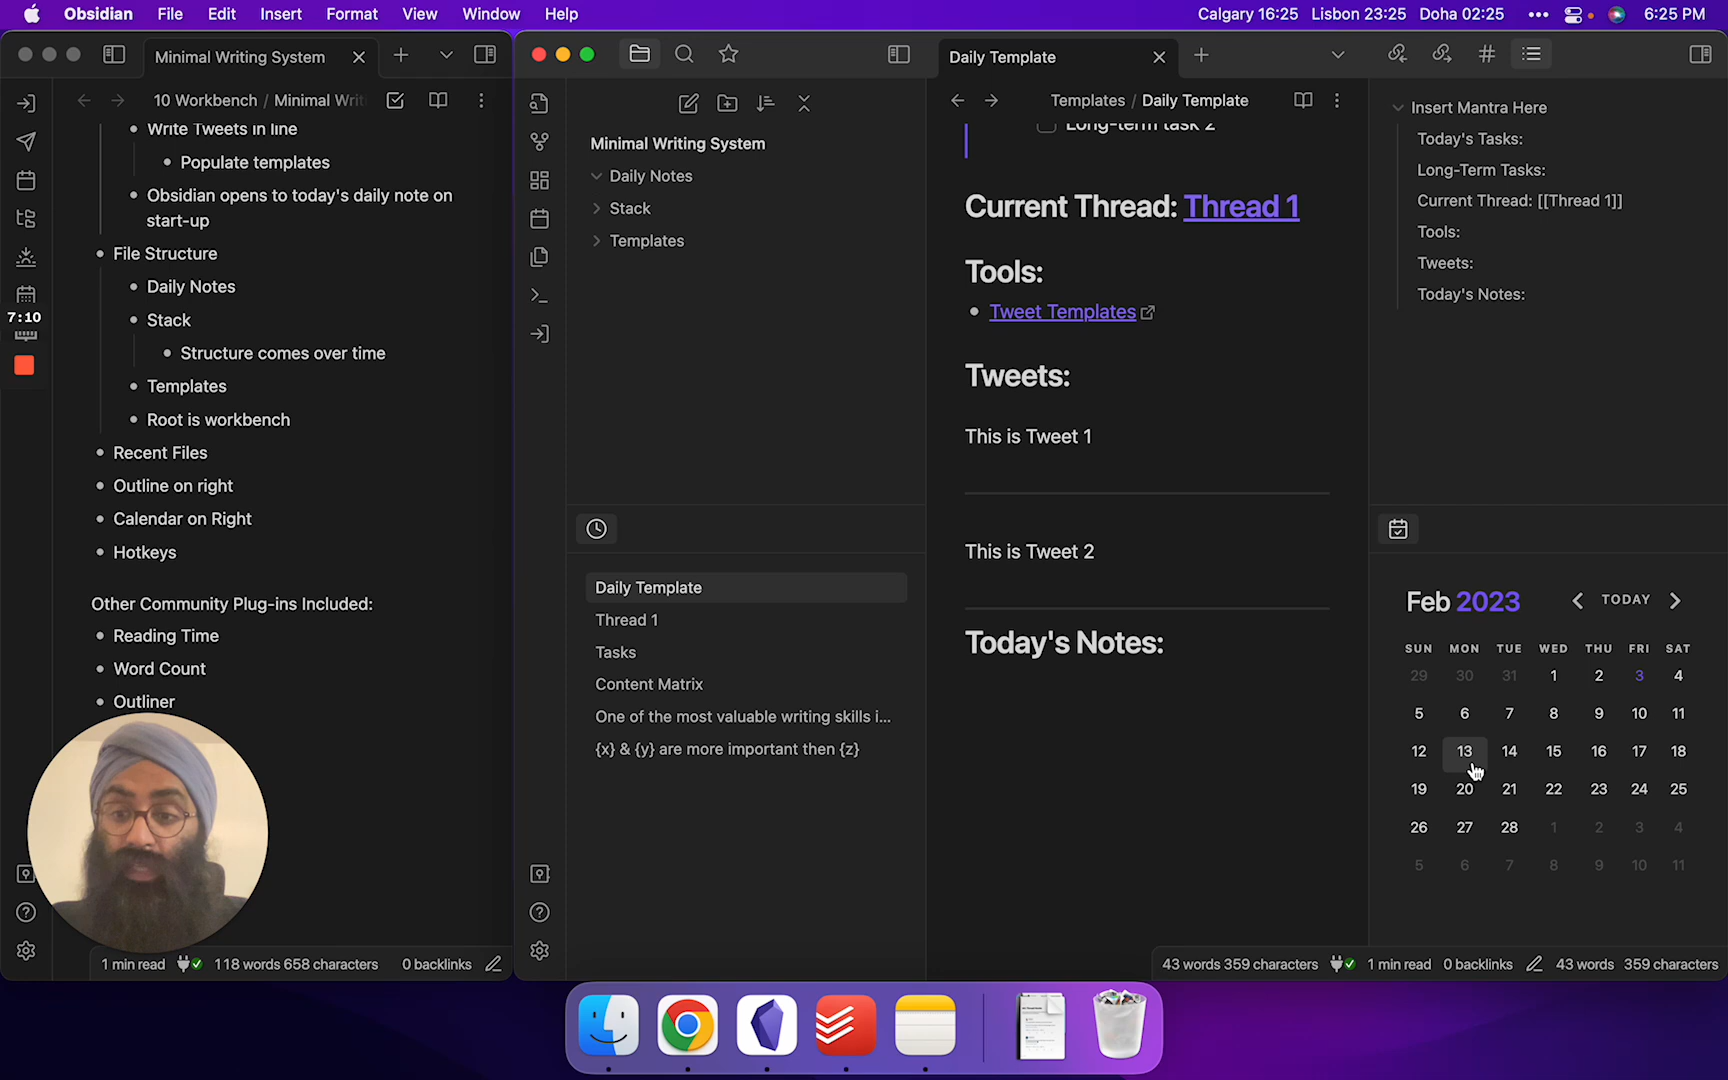 Obsidian File Edit Insert Format View Window Help
Calgary 16:25 Lisbon 23:25 Doha 02:25 6:25 PM
Minimal Writing System
10 Workbench / Minimal Writ
Write Tweets in line
Populate templates
Obsidian opens to today's daily note on
start-up
File Structure
Daily Notes
Stack
Structure comes over time
Templates
Root is workbench
Recent Files
Outline on right
Calendar on Right
Hotkeys
Other Community Plug-ins Included:
Reading Time
Word Count
Outliner
7:10
1 min read 118 words 658 characters 0 backlinks
Minimal Writing System
Daily Notes
Stack
Templates
Daily Template
Thread 1
Tasks
Content Matrix
One of the most valuable writing skills i...
{x} & {y} are more important then {z}
Daily Template
Templates / Daily Template
Long-term task 2
Current Thread: Thread 1
Tools:
Tweet Templates
Tweets:
This is Tweet 1
This is Tweet 2
Today's Notes:
Insert Mantra Here
Today's Tasks:
Long-Term Tasks:
Current Thread: [[Thread 1]]
Tools:
Tweets:
Today's Notes:
Feb 2023 TODAY
SUN MON TUE WED THU FRI SAT
29 30 31 1 2 3 4
5 6 7 8 9 10 11
12 13 14 15 16 17 18
19 20 21 22 23 24 25
26 27 28 1 2 3 4
5 6 7 8 9 10 11
43 words 359 characters 1 min read 0 backlinks 43 words 359 characters